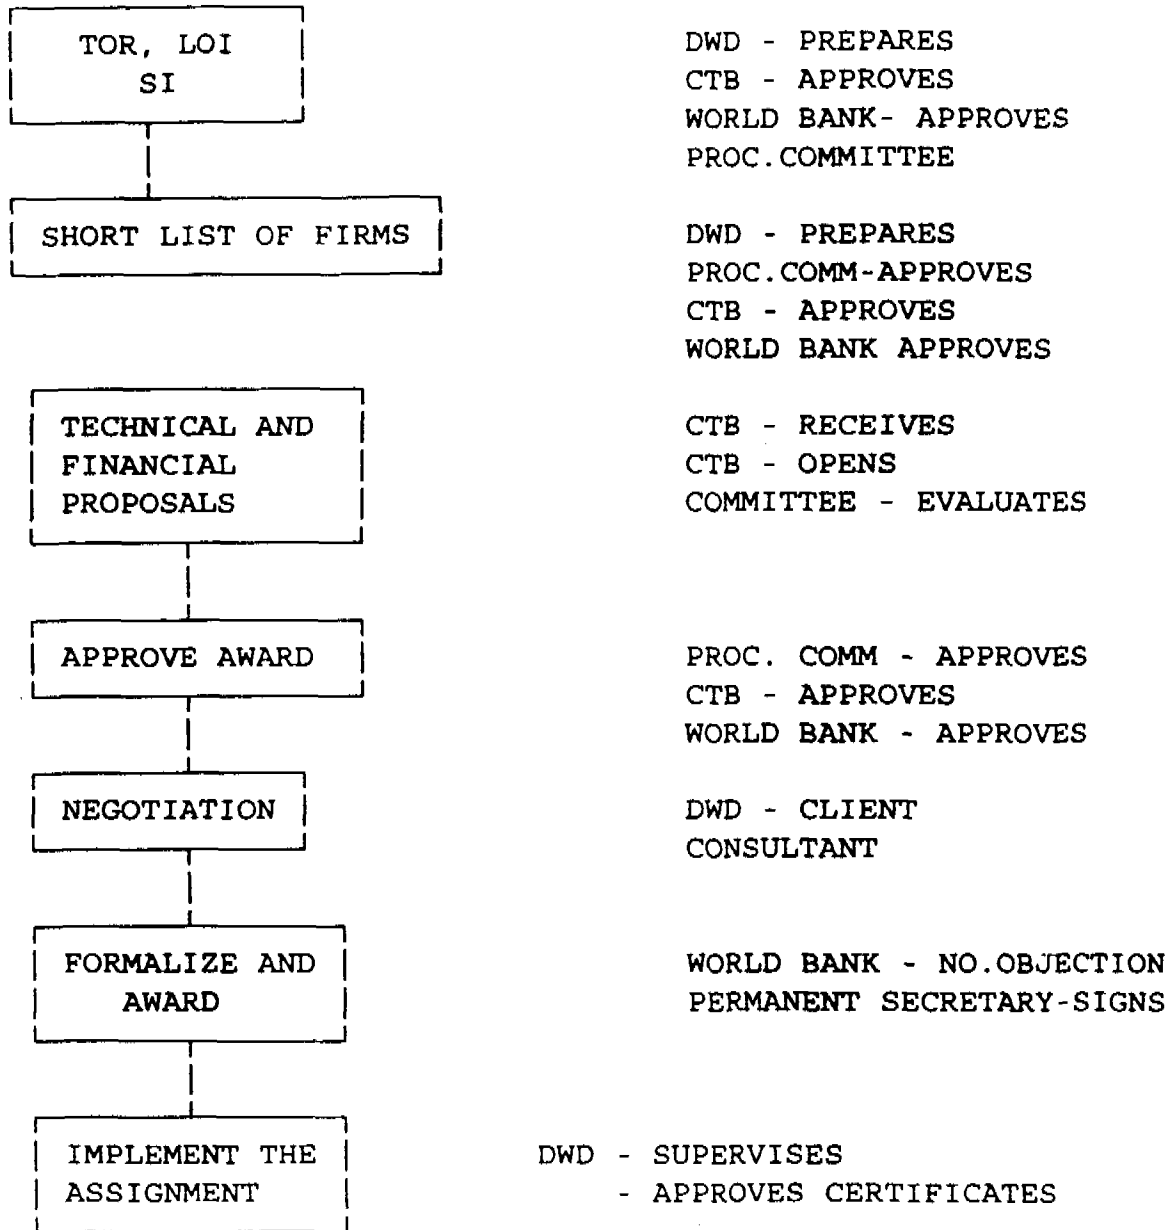 TOR, LOI
SI
DWD - PREPARES
CTB - APPROVES
WORLD BANK- APPROVES
PROC.COMMITTEE
SHORT LIST OF FIRMS
DWD - PREPARES
PROC.COMM-APPROVES
CTB - APPROVES
WORLD BANK APPROVES
TECHNICAL AND
FINANCIAL
PROPOSALS
CTB - RECEIVES
CTB - OPENS
COMMITTEE - EVALUATES
APPROVE AWARD
PROC. COMM - APPROVES
CTB - APPROVES
WORLD BANK - APPROVES
NEGOTIATION
DWD - CLIENT
CONSULTANT
FORMALIZE AND
AWARD
WORLD BANK - NO.OBJECTION
PERMANENT SECRETARY-SIGNS
IMPLEMENT THE
ASSIGNMENT
DWD - SUPERVISES
- APPROVES CERTIFICATES